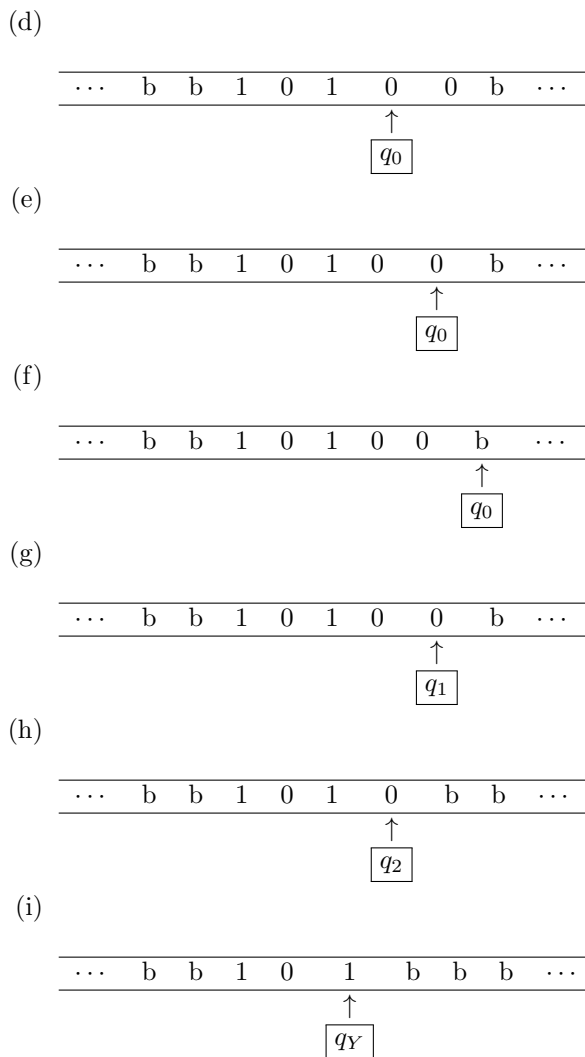 (d)
··· b b 1 0 1 0 0 b ···
↑
q₀
(e)
··· b b 1 0 1 0 0 b ···
↑
q₀
(f)
··· b b 1 0 1 0 0 b ···
↑
q₀
(g)
··· b b 1 0 1 0 0 b ···
↑
q₁
(h)
··· b b 1 0 1 0 b b ···
↑
q₂
(i)
··· b b 1 0 1 b b b ···
↑
q_Y